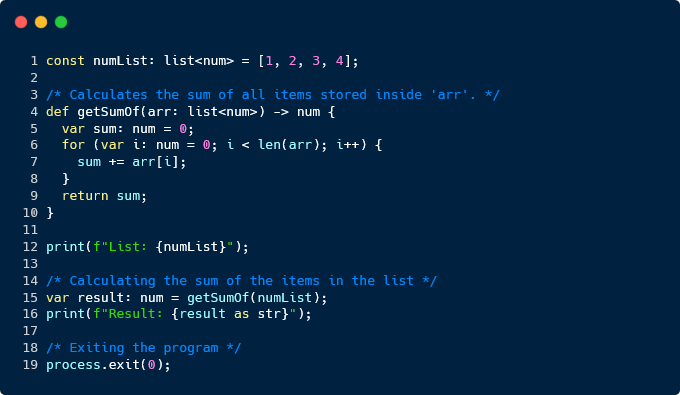 1 const numList: list<num> = [1, 2, 3, 4];
2
3 /* Calculates the sum of all items stored inside 'arr'. */
4 def getSumOf(arr: list<num>) -> num {
5   var sum: num = 0;
6   for (var i: num = 0; i < len(arr); i++) {
7     sum += arr[i];
8   }
9   return sum;
10 }
11
12 print(f"List: {numList}");
13
14 /* Calculating the sum of the items in the list */
15 var result: num = getSumOf(numList);
16 print(f"Result: {result as str}");
17
18 /* Exiting the program */
19 process.exit(0);